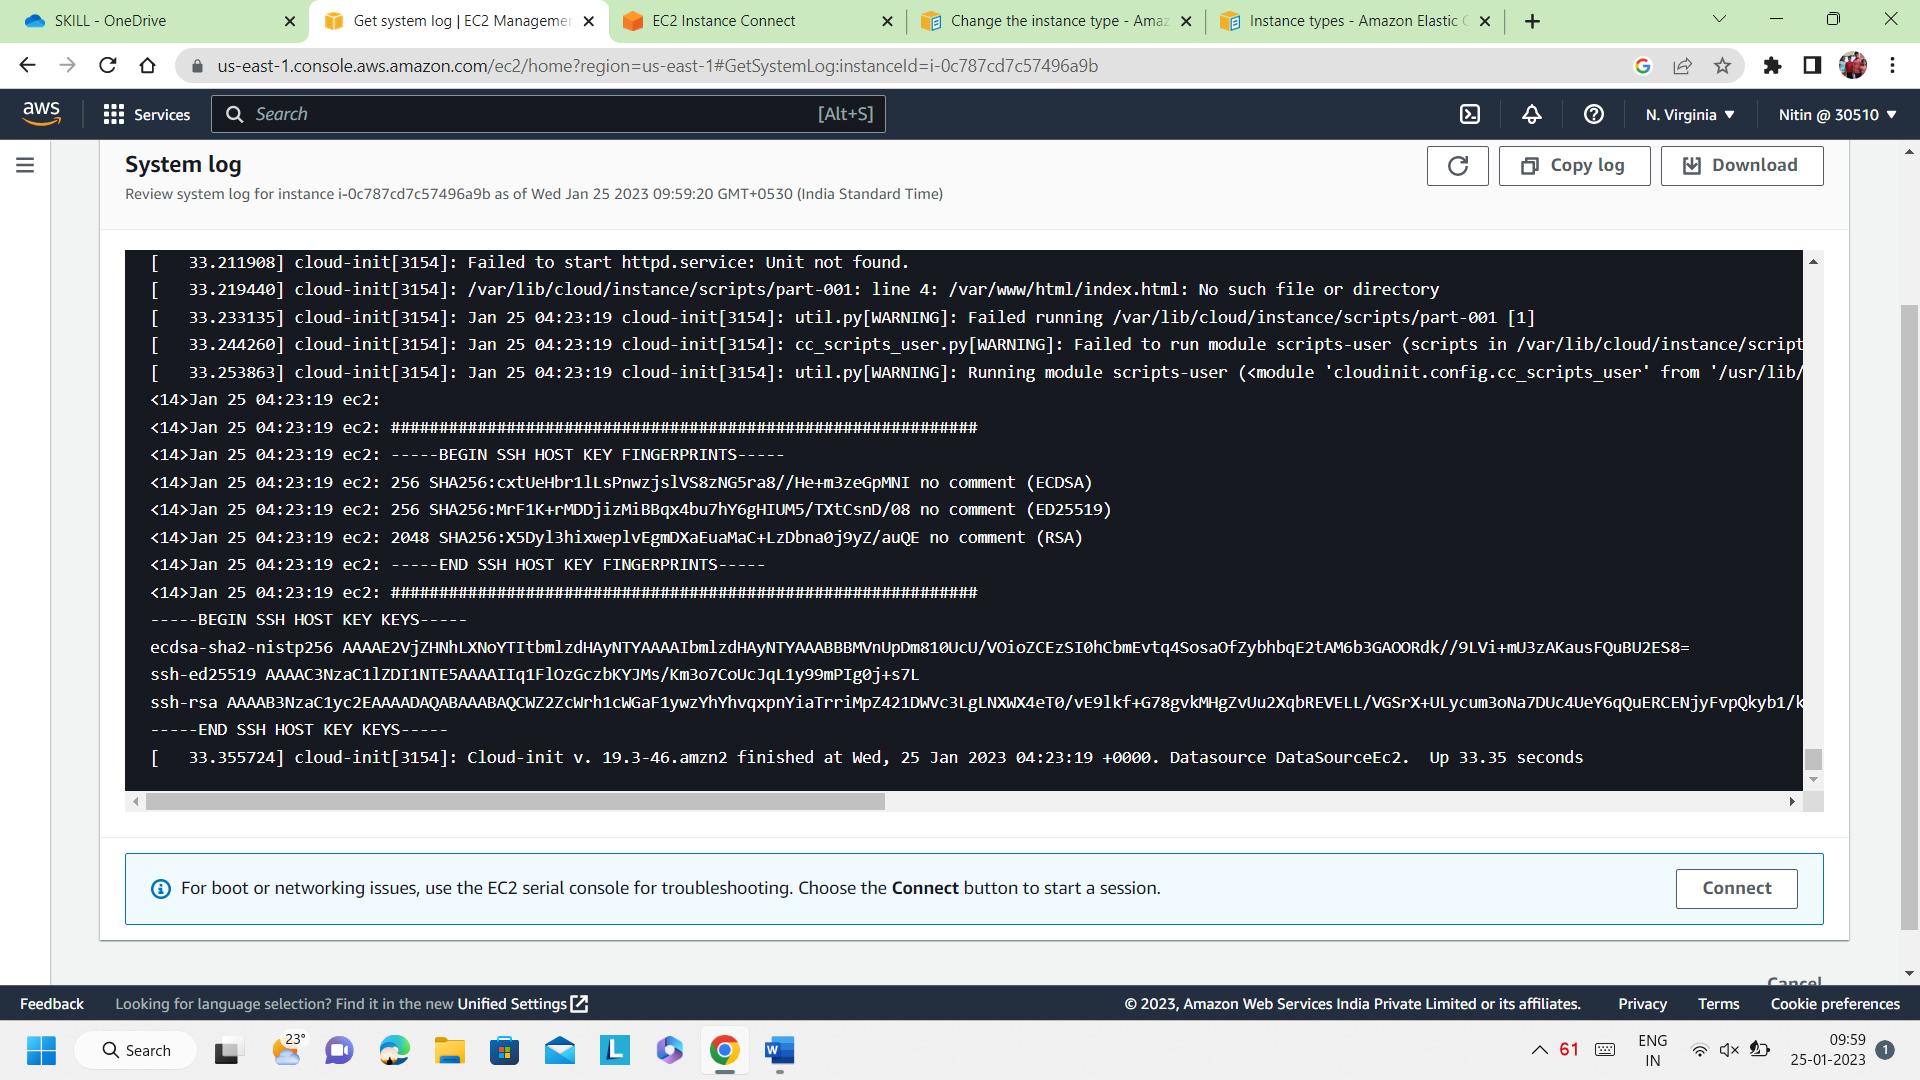 SKILL - OneDrive
Get system log | EC2 Manageme
EC2 Instance Connect
Change the instance type - Amaz
Instance types - Amazon Elastic C
us-east-1.console.aws.amazon.com/ec2/home?region=us-east-1#GetSystemLog:instanceId=i-0c787cd7c57496a9b
aws Services Search [Alt+S] N. Virginia ▼ Nitin @ 30510 ▼
System log
Copy log
Download
Review system log for instance i-0c787cd7c57496a9b as of Wed Jan 25 2023 09:59:20 GMT+0530 (India Standard Time)
[   33.211908] cloud-init[3154]: Failed to start httpd.service: Unit not found.
[   33.219440] cloud-init[3154]: /var/lib/cloud/instance/scripts/part-001: line 4: /var/www/html/index.html: No such file or directory
[   33.233135] cloud-init[3154]: Jan 25 04:23:19 cloud-init[3154]: util.py[WARNING]: Failed running /var/lib/cloud/instance/scripts/part-001 [1]
[   33.244260] cloud-init[3154]: Jan 25 04:23:19 cloud-init[3154]: cc_scripts_user.py[WARNING]: Failed to run module scripts-user (scripts in /var/lib/cloud/instance/script
[   33.253863] cloud-init[3154]: Jan 25 04:23:19 cloud-init[3154]: util.py[WARNING]: Running module scripts-user (<module 'cloudinit.config.cc_scripts_user' from '/usr/lib/
<14>Jan 25 04:23:19 ec2:
<14>Jan 25 04:23:19 ec2: #############################################################
<14>Jan 25 04:23:19 ec2: -----BEGIN SSH HOST KEY FINGERPRINTS-----
<14>Jan 25 04:23:19 ec2: 256 SHA256:cxtUeHbr1lLsPnwzjslVS8zNG5ra8//He+m3zeGpMNI no comment (ECDSA)
<14>Jan 25 04:23:19 ec2: 256 SHA256:MrF1K+rMDDjizMiBBqx4bu7hY6gHIUM5/TXtCsnD/08 no comment (ED25519)
<14>Jan 25 04:23:19 ec2: 2048 SHA256:X5Dyl3hixweplvEgmDXaEuaMaC+LzDbna0j9yZ/auQE no comment (RSA)
<14>Jan 25 04:23:19 ec2: -----END SSH HOST KEY FINGERPRINTS-----
<14>Jan 25 04:23:19 ec2: #############################################################
-----BEGIN SSH HOST KEY KEYS-----
ecdsa-sha2-nistp256 AAAAE2VjZHNhLXNoYTItbmlzdHAyNTYAAAAIbmlzdHAyNTYAAABBBMVnUpDm810UcU/VOioZCEzSI0hCbmEvtq4SosaOfZybhbqE2tAM6b3GAOORdk//9LVi+mU3zAKausFQuBU2ES8=
ssh-ed25519 AAAAC3NzaC1lZDI1NTE5AAAAIIq1FlOzGczbKYJMs/Km3o7CoUcJqL1y99mPIg0j+s7L
ssh-rsa AAAAB3NzaC1yc2EAAAADAQABAAABAQCWZ2ZcWrh1cWGaF1ywzYhYhvqxpnYiaTrriMpZ421DWVc3LgLNXWX4eT0/vE9lkf+G78gvkMHgZvUu2XqbREVELL/VGSrX+ULycum3oNa7DUc4UeY6qQuERCENjyFvpQkyb1/k
-----END SSH HOST KEY KEYS-----
[   33.355724] cloud-init[3154]: Cloud-init v. 19.3-46.amzn2 finished at Wed, 25 Jan 2023 04:23:19 +0000. Datasource DataSourceEc2.  Up 33.35 seconds
For boot or networking issues, use the EC2 serial console for troubleshooting. Choose the Connect button to start a session.
Connect
Cancel
Feedback Looking for language selection? Find it in the new Unified Settings © 2023, Amazon Web Services India Private Limited or its affiliates. Privacy Terms Cookie preferences
Search 23° 61 ENG IN 09:59 25-01-2023 1